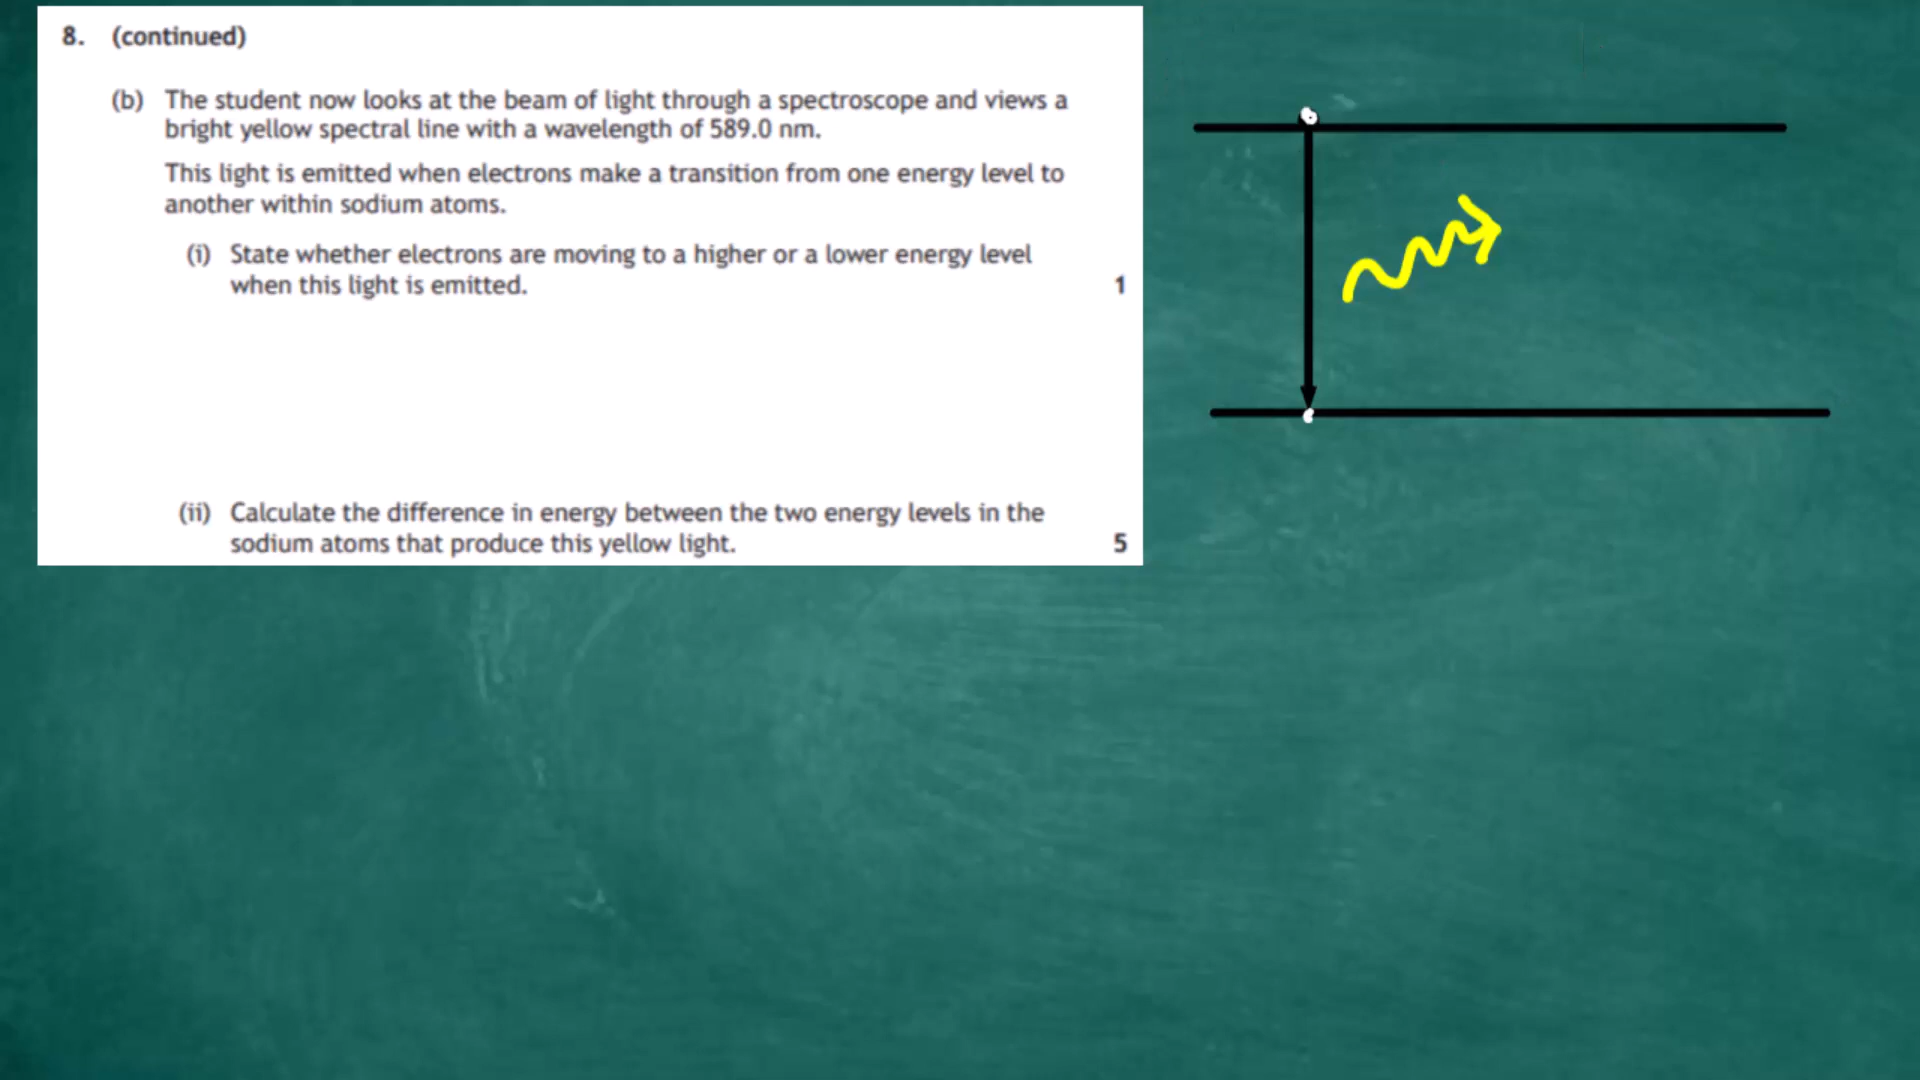 8. (continued)
(b) The student now looks at the beam of light through a spectroscope and views a
bright yellow spectral line with a wavelength of 589.0 nm.
This light is emitted when electrons make a transition from one energy level to
another within sodium atoms.
(i) State whether electrons are moving to a higher or a lower energy level
when this light is emitted. 1
(ii) Calculate the difference in energy between the two energy levels in the
sodium atoms that produce this yellow light. 5